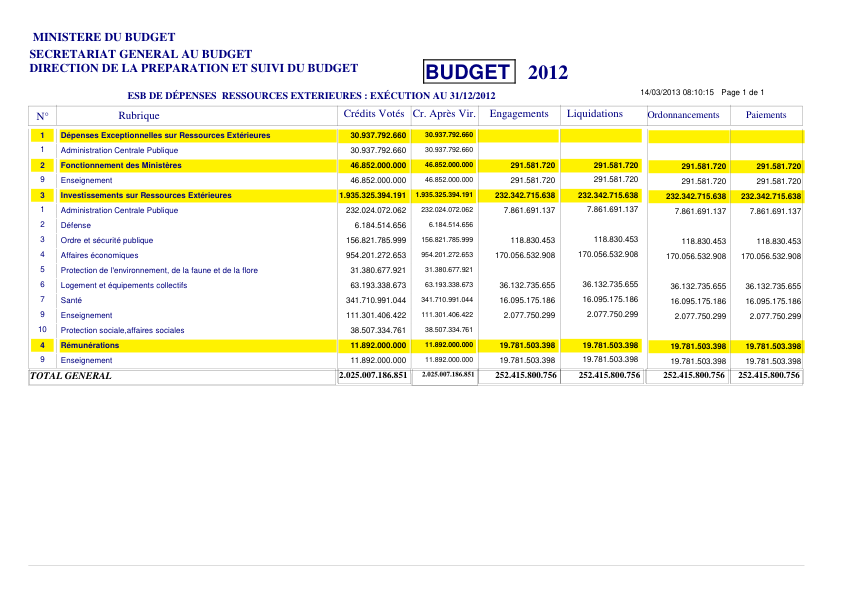 MINISTERE DU BUDGET
SECRETARIAT GENERAL AU BUDGET
DIRECTION DE LA PREPARATION ET SUIVI DU BUDGET
BUDGET 2012
ESB DE DÉPENSES RESSOURCES EXTERIEURES : EXÉCUTION AU 31/12/2012
14/03/2013 08:10:15 Page 1 de 1
N° Rubrique Crédits Votés Cr. Après Vir. Engagements Liquidations Ordonnancements Paiements
1 Dépenses Exceptionnelles sur Ressources Extérieures 30.937.792.660 30.937.792.660
1 Administration Centrale Publique 30.937.792.660 30.937.792.660
2 Fonctionnement des Ministères 46.852.000.000 46.852.000.000 291.581.720 291.581.720 291.581.720 291.581.720
9 Enseignement 46.852.000.000 46.852.000.000 291.581.720 291.581.720 291.581.720 291.581.720
3 Investissements sur Ressources Extérieures 1.935.325.394.191 1.935.325.394.191 232.342.715.638 232.342.715.638 232.342.715.638 232.342.715.638
1 Administration Centrale Publique 232.024.072.062 232.024.072.062 7.861.691.137 7.861.691.137 7.861.691.137 7.861.691.137
2 Défense 6.184.514.656 6.184.514.656
3 Ordre et sécurité publique 156.821.785.999 156.821.785.999 118.830.453 118.830.453 118.830.453 118.830.453
4 Affaires économiques 954.201.272.653 954.201.272.653 170.056.532.908 170.056.532.908 170.056.532.908 170.056.532.908
5 Protection de l'environnement, de la faune et de la flore 31.380.677.921 31.380.677.921
6 Logement et équipements collectifs 63.193.338.673 63.193.338.673 36.132.735.655 36.132.735.655 36.132.735.655 36.132.735.655
7 Santé 341.710.991.044 341.710.991.044 16.095.175.346 16.095.175.346 16.095.175.346 16.095.175.346
9 Enseignement 111.301.406.422 111.301.406.422 2.077.750.299 2.077.750.299 2.077.750.299 2.077.750.299
10 Protection sociale,affaires sociales 38.507.334.761 38.507.334.761
4 Rémunérations 11.892.000.000 11.892.000.000 19.781.503.398 19.781.503.398 19.781.503.398 19.781.503.398
9 Enseignement 11.892.000.000 11.892.000.000 19.781.503.398 19.781.503.398 19.781.503.398 19.781.503.398
TOTAL GENERAL 2.025.007.186.851 2.025.007.186.851 252.415.800.756 252.415.800.756 252.415.800.756 252.415.800.756